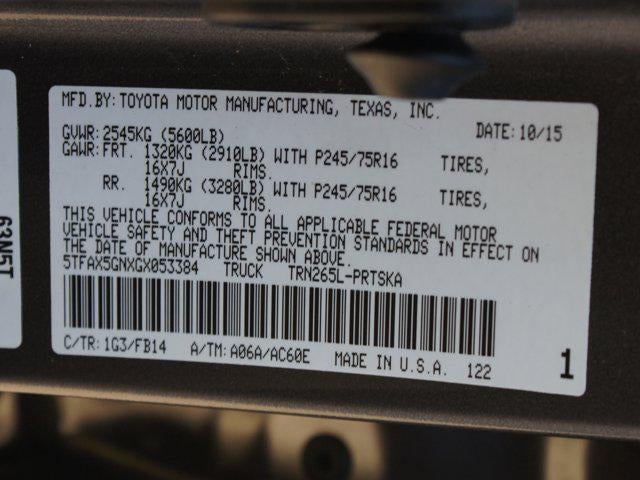 MFD.BY: TOYOTA MOTOR MANUFACTURING, TEXAS, INC.
GVWR: 2545KG (5600LB) DATE: 10/15
GAWR: FRT. 1320KG (2910LB) WITH P245/75R16 TIRES,
16X7J RIMS.
RR. 1490KG (3280LB) WITH P245/75R16 TIRES,
16X7J RIMS.
THIS VEHICLE CONFORMS TO ALL APPLICABLE FEDERAL MOTOR
VEHICLE SAFETY AND THEFT PREVENTION STANDARDS IN EFFECT ON
THE DATE OF MANUFACTURE SHOWN ABOVE.
5TFAX5GNXGX053384 TRUCK TRN265L-PRTSKA
C/TR: 1G3/FB14 A/TM: A06A/AC60E MADE IN U.S.A. 122
1
63N5T